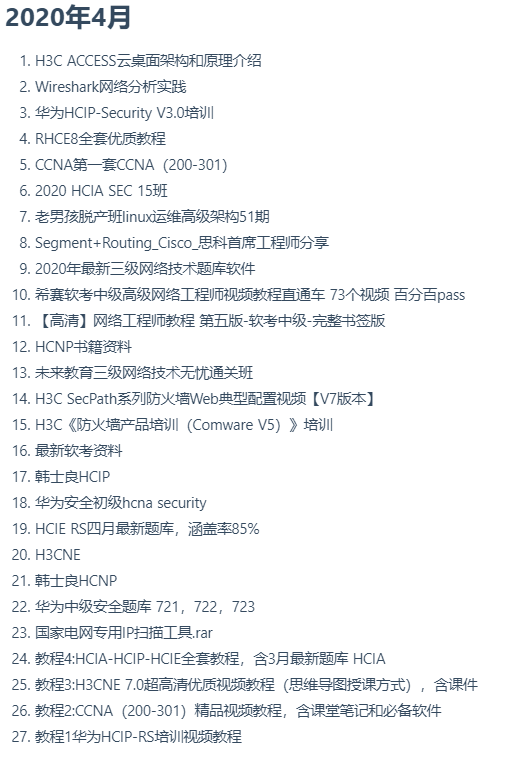 2020年4月
1. H3C ACCESS云桌面架构和原理介绍
2. Wireshark网络分析实践
3. 华为HCIP-Security V3.0培训
4. RHCE8全套优质教程
5. CCNA第一套CCNA（200-301）
6. 2020 HCIA SEC 15班
7. 老男孩脱产班linux运维高级架构51期
8. Segment+Routing_Cisco_思科首席工程师分享
9. 2020年最新三级网络技术题库软件
10. 希赛软考中级高级网络工程师视频教程直通车 73个视频 百分百pass
11. 【高清】网络工程师教程 第五版-软考中级-完整书签版
12. HCNP书籍资料
13. 未来教育三级网络技术无忧通关班
14. H3C SecPath系列防火墙Web典型配置视频【V7版本】
15. H3C《防火墙产品培训（Comware V5）》培训
16. 最新软考资料
17. 韩士良HCIP
18. 华为安全初级hcna security
19. HCIE RS四月最新题库，涵盖率85%
20. H3CNE
21. 韩士良HCNP
22. 华为中级安全题库 721，722，723
23. 国家电网专用IP扫描工具.rar
24. 教程4:HCIA-HCIP-HCIE全套教程，含3月最新题库 HCIA
25. 教程3:H3CNE 7.0超高清优质视频教程（思维导图授课方式），含课件
26. 教程2:CCNA（200-301）精品视频教程，含课堂笔记和必备软件
27. 教程1华为HCIP-RS培训视频教程